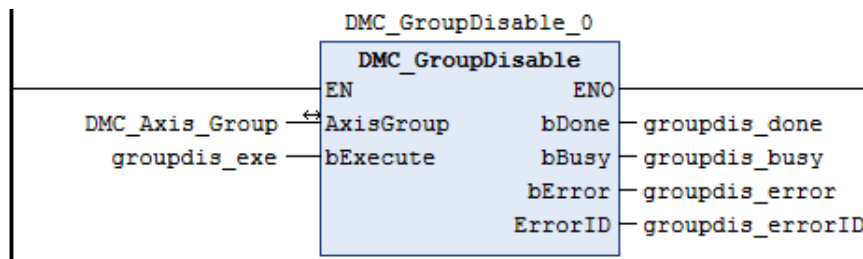 DMC_GroupDisable_0
DMC_GroupDisable
EN ENO
DMC_Axis_Group AxisGroup bDone groupdis_done
groupdis_exe bExecute bBusy groupdis_busy
bError groupdis_error
ErrorID groupdis_errorID